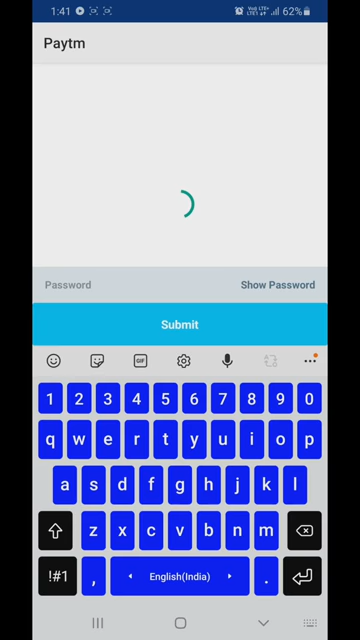 1:41 62%
Paytm
Password Show Password
Submit
GIF
1 2 3 4 5 6 7 8 9 0
q w e r t y u i o p
a s d f g h j k l
z x c v b n m
!#1 , English(India) .